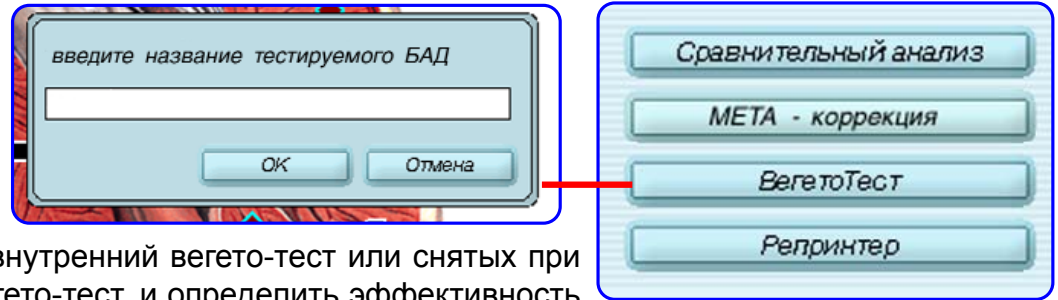 введите название тестируемого БАД
ОК
Отмена
Сравнительный анализ
МЕТА - коррекция
ВегетоТест
Репринтер
внутренний вегето-тест или снятых при
гето-тест, и определить эффективность